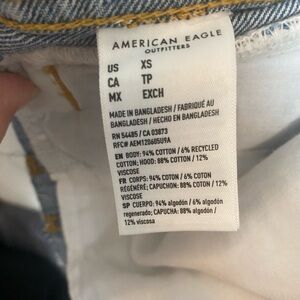 AMERICAN EAGLE
OUTFITTERS
US XS
CA TP
MX EXCH
MADE IN BANGLADESH / FABRIQUÉ AU
BANGLADESH / HECHO EN BANGLADESH
RN 54485 / CA 03873
RFC# AEM120605U9A
EN BODY: 94% COTTON / 6% RECYCLED
COTTON; HOOD: 88% COTTON / 12%
VISCOSE
FR CORPS: 94% COTON / 6% COTON
RÉGÉNÉRÉ; CAPUCHON: 88% COTON / 12%
VISCOSE
SP CUERPO: 94% algodón / 6% algodón
regenerado; CAPUCHA: 88% algodón /
12% viscosa